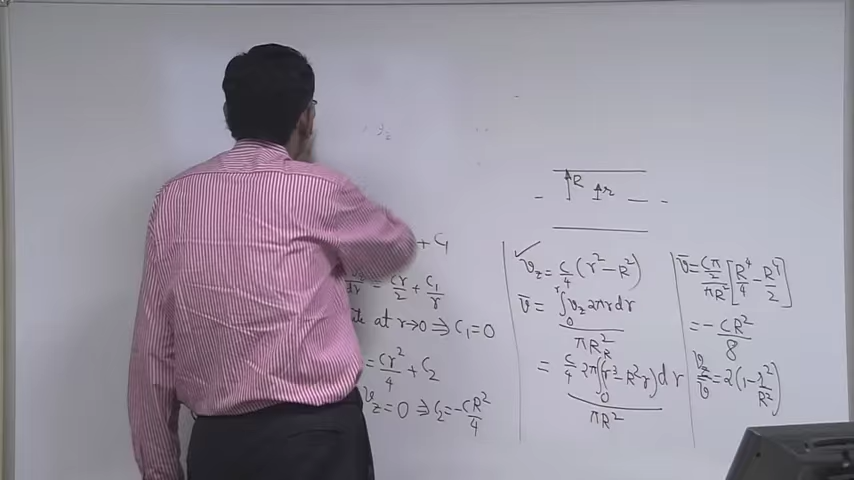 R r
+ C₁
= cr/2 + C₁/r
at r→0 ⇒ C₁=0
= cr²/4 + C₂
v_z=0 ⇒ C₂=-cR²/4
✓ v_z = c/4 (r²-R²)
v̄ = ∫₀ʳ v_z 2πr dr / πR²
= c/4 2π∫₀ᴿ(r³-R²r)dr / πR²
v̄ = cπ/2 / πR² [R⁴/4 - R⁴/2]
= -cR²/8
v_z/v̄ = 2(1-r²/R²)